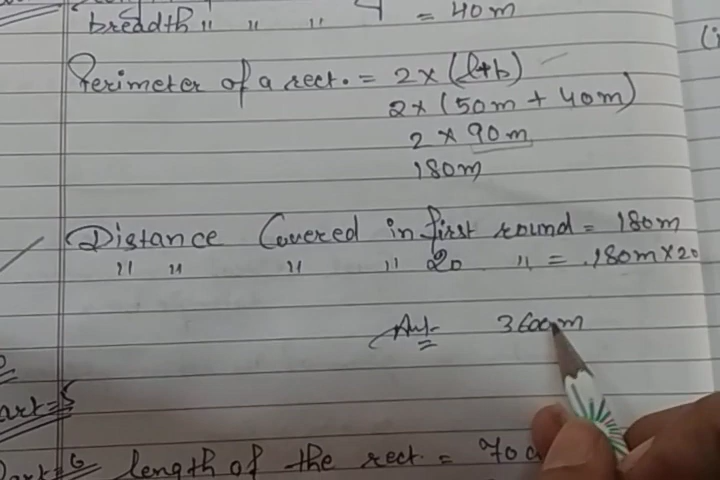 breadth " " " = 40m
Perimeter of a rect. = 2 × (l+b)
2 × (50m + 40m)
2 × 90m
180m
Distance Covered in first round = 180m
" " " " 20 " = 180m × 20
Ans- 3600m
length of the rect. = 70